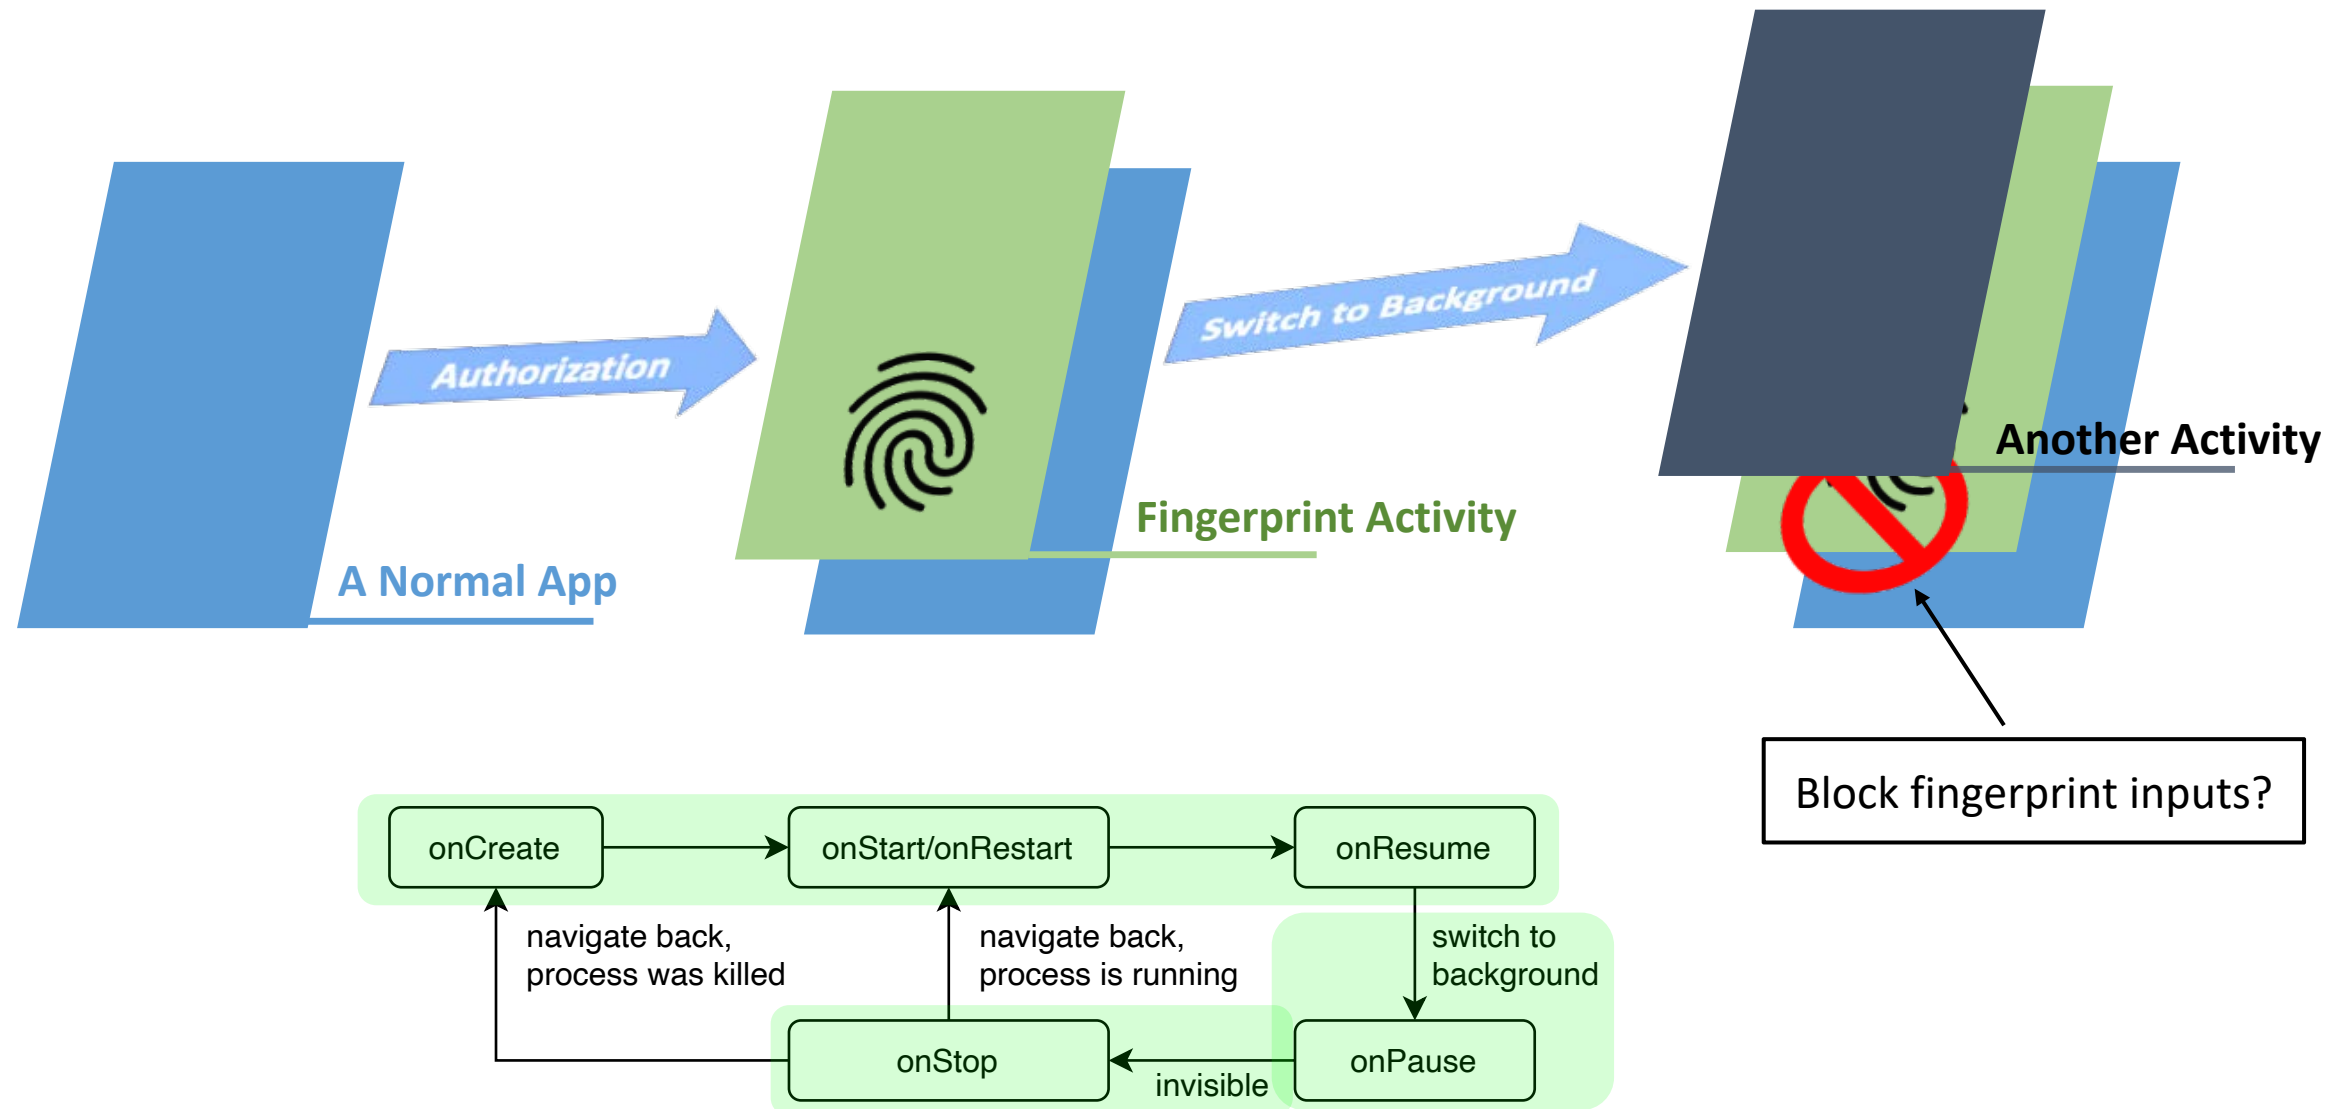 Authorization
Switch to Background
Another Activity
Fingerprint Activity
A Normal App
Block fingerprint inputs?
onCreate
onStart/onRestart
onResume
navigate back,
process was killed
navigate back,
process is running
switch to
background
onStop
invisible
onPause